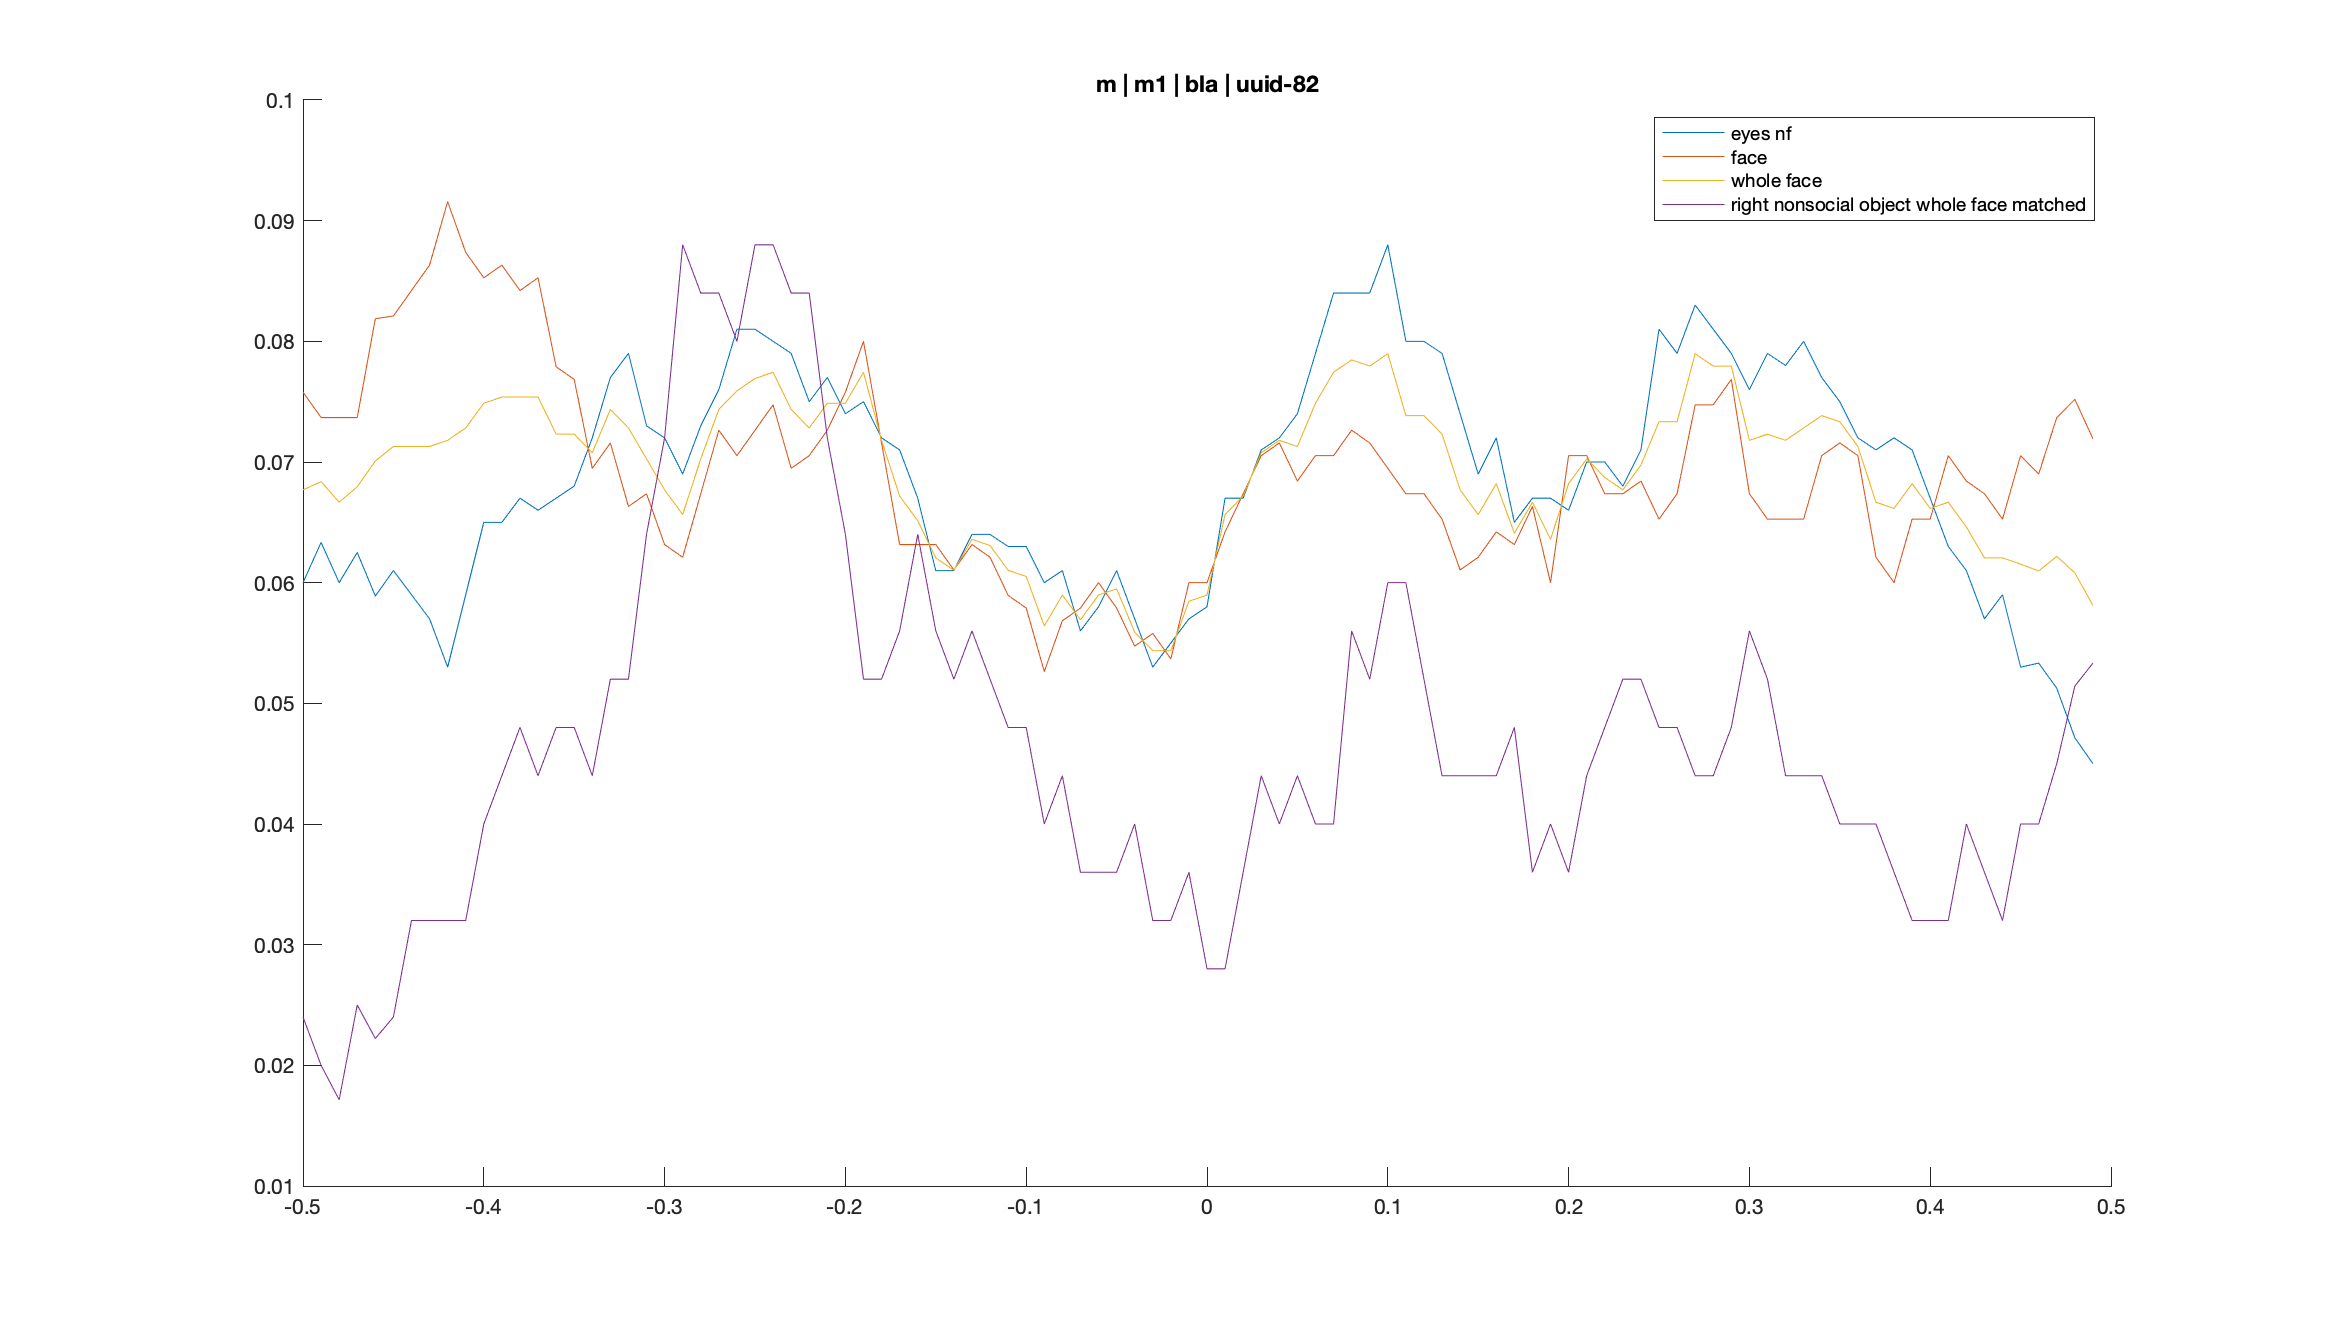 m | m1 | bla | uuid-82
eyes nf
face
whole face
right nonsocial object whole face matched
0.1
0.09
0.08
0.07
0.06
0.05
0.04
0.03
0.02
0.01
-0.5 -0.4 -0.3 -0.2 -0.1 0 0.1 0.2 0.3 0.4 0.5